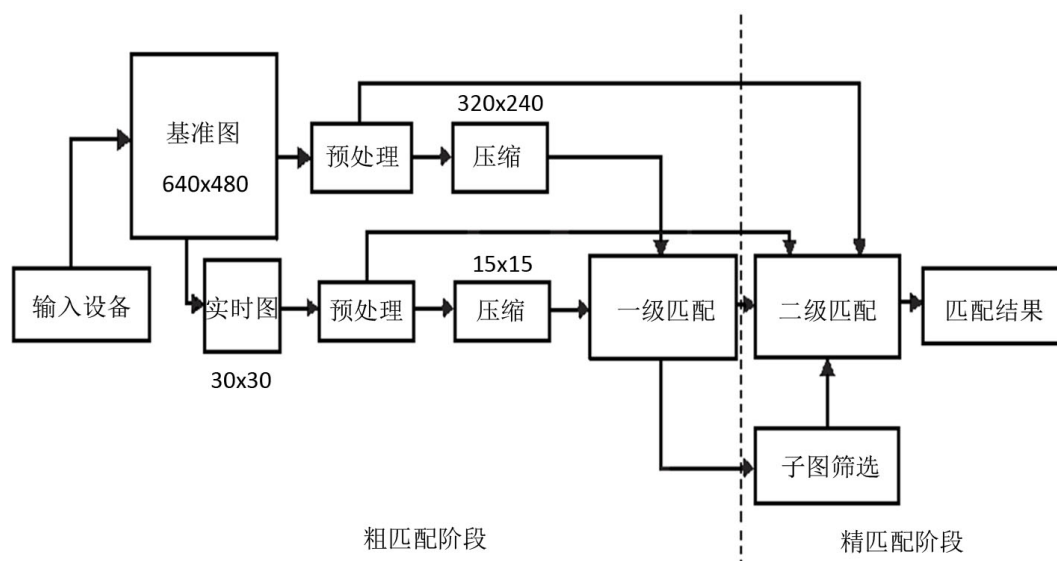 320x240
基准图
预处理
压缩
640x480
15x15
输入设备
实时图
预处理
压缩
一级匹配
二级匹配
匹配结果
30x30
子图筛选
粗匹配阶段
精匹配阶段